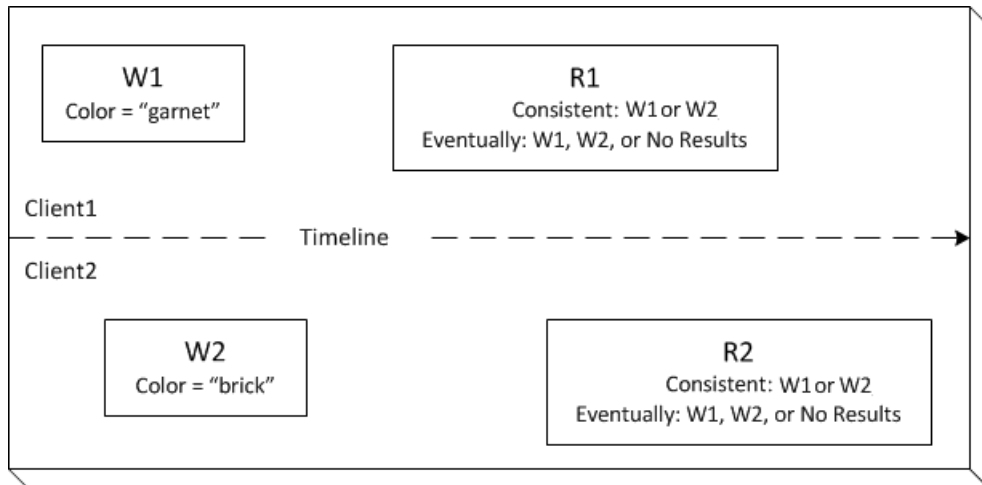 W1
Color = “garnet”
R1
Consistent: W1 or W2
Eventually: W1, W2, or No Results
Client1
Timeline
Client2
W2
Color = “brick”
R2
Consistent: W1 or W2
Eventually: W1, W2, or No Results